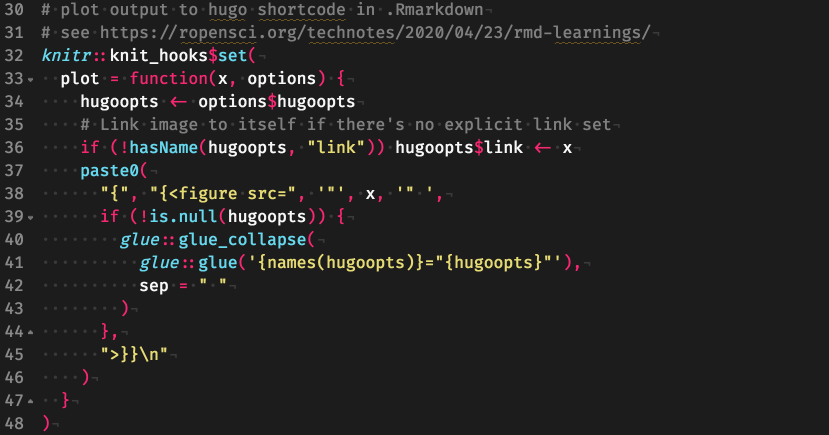 30 # plot output to hugo shortcode in .Rmarkdown
31 # see https://ropensci.org/technotes/2020/04/23/rmd-learnings/
32 knitr::knit_hooks$set(
33   plot = function(x, options) {
34     hugoopts <- options$hugoopts
35     # Link image to itself if there's no explicit link set
36     if (!hasName(hugoopts, "link")) hugoopts$link <- x
37     paste0(
38       "{", "{<figure src=", '"', x, '" ',
39       if (!is.null(hugoopts)) {
40         glue::glue_collapse(
41           glue::glue('{names(hugoopts)}="{hugoopts}"'),
42           sep = " "
43         )
44       },
45       ">}}\n"
46     )
47   }
48 )